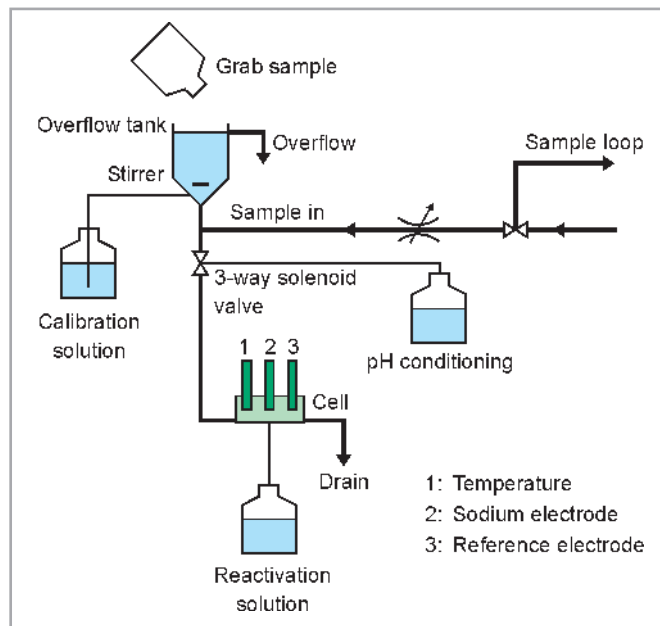 Grab sample
Overflow tank
Overflow
Sample loop
Stirrer
Sample in
3-way solenoid
valve
Calibration
solution
pH conditioning
1 2 3
Cell
Drain
1: Temperature
2: Sodium electrode
3: Reference electrode
Reactivation
solution